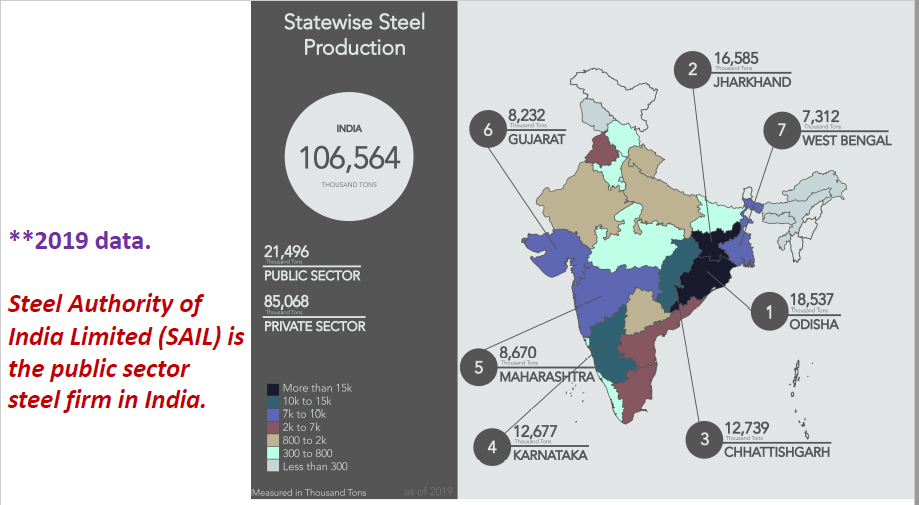 **2019 data.
Steel Authority of
India Limited (SAIL) is
the public sector
steel firm in India.
Statewise Steel
Production
INDIA
106,564
THOUSAND TONS
21,496
Thousand Tons
PUBLIC SECTOR
85,068
Thousand Tons
PRIVATE SECTOR
More than 15k
10k to 15k
7k to 10k
2k to 7k
800 to 2k
300 to 800
Less than 300
Measured in Thousand Tons
as of 2019
2
16,585
Thousand Tons
JHARKHAND
6
8,232
Thousand Tons
GUJARAT
7
7,312
Thousand Tons
WEST BENGAL
1
18,537
Thousand Tons
ODISHA
5
8,670
Thousand Tons
MAHARASHTRA
4
12,677
Thousand Tons
KARNATAKA
3
12,739
Thousand Tons
CHHATTISHGARH